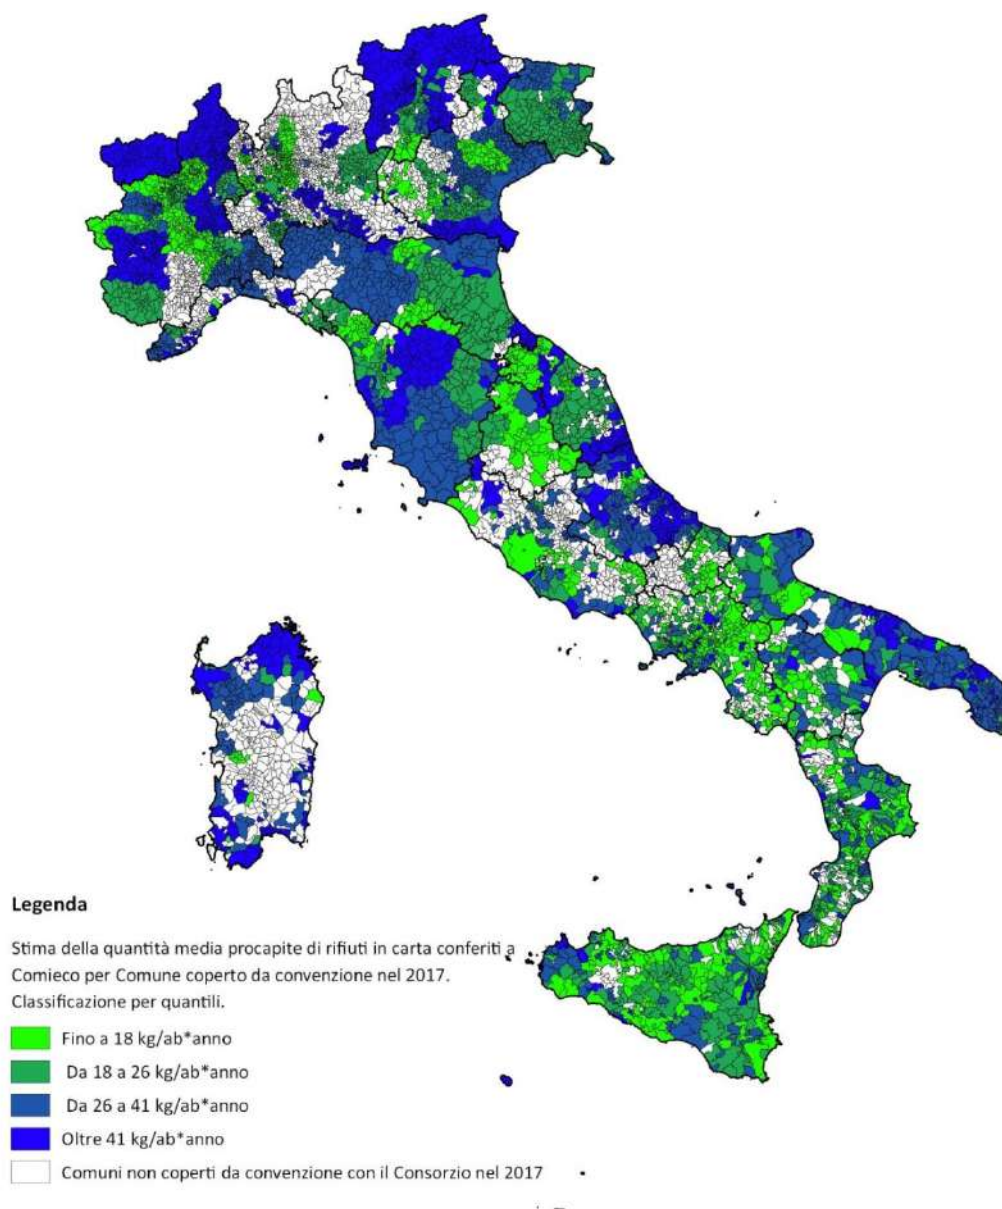 Legenda
Stima della quantità media procapite di rifiuti in carta conferiti a
Comieco per Comune coperto da convenzione nel 2017.
Classificazione per quantili.
Fino a 18 kg/ab*anno
Da 18 a 26 kg/ab*anno
Da 26 a 41 kg/ab*anno
Oltre 41 kg/ab*anno
Comuni non coperti da convenzione con il Consorzio nel 2017